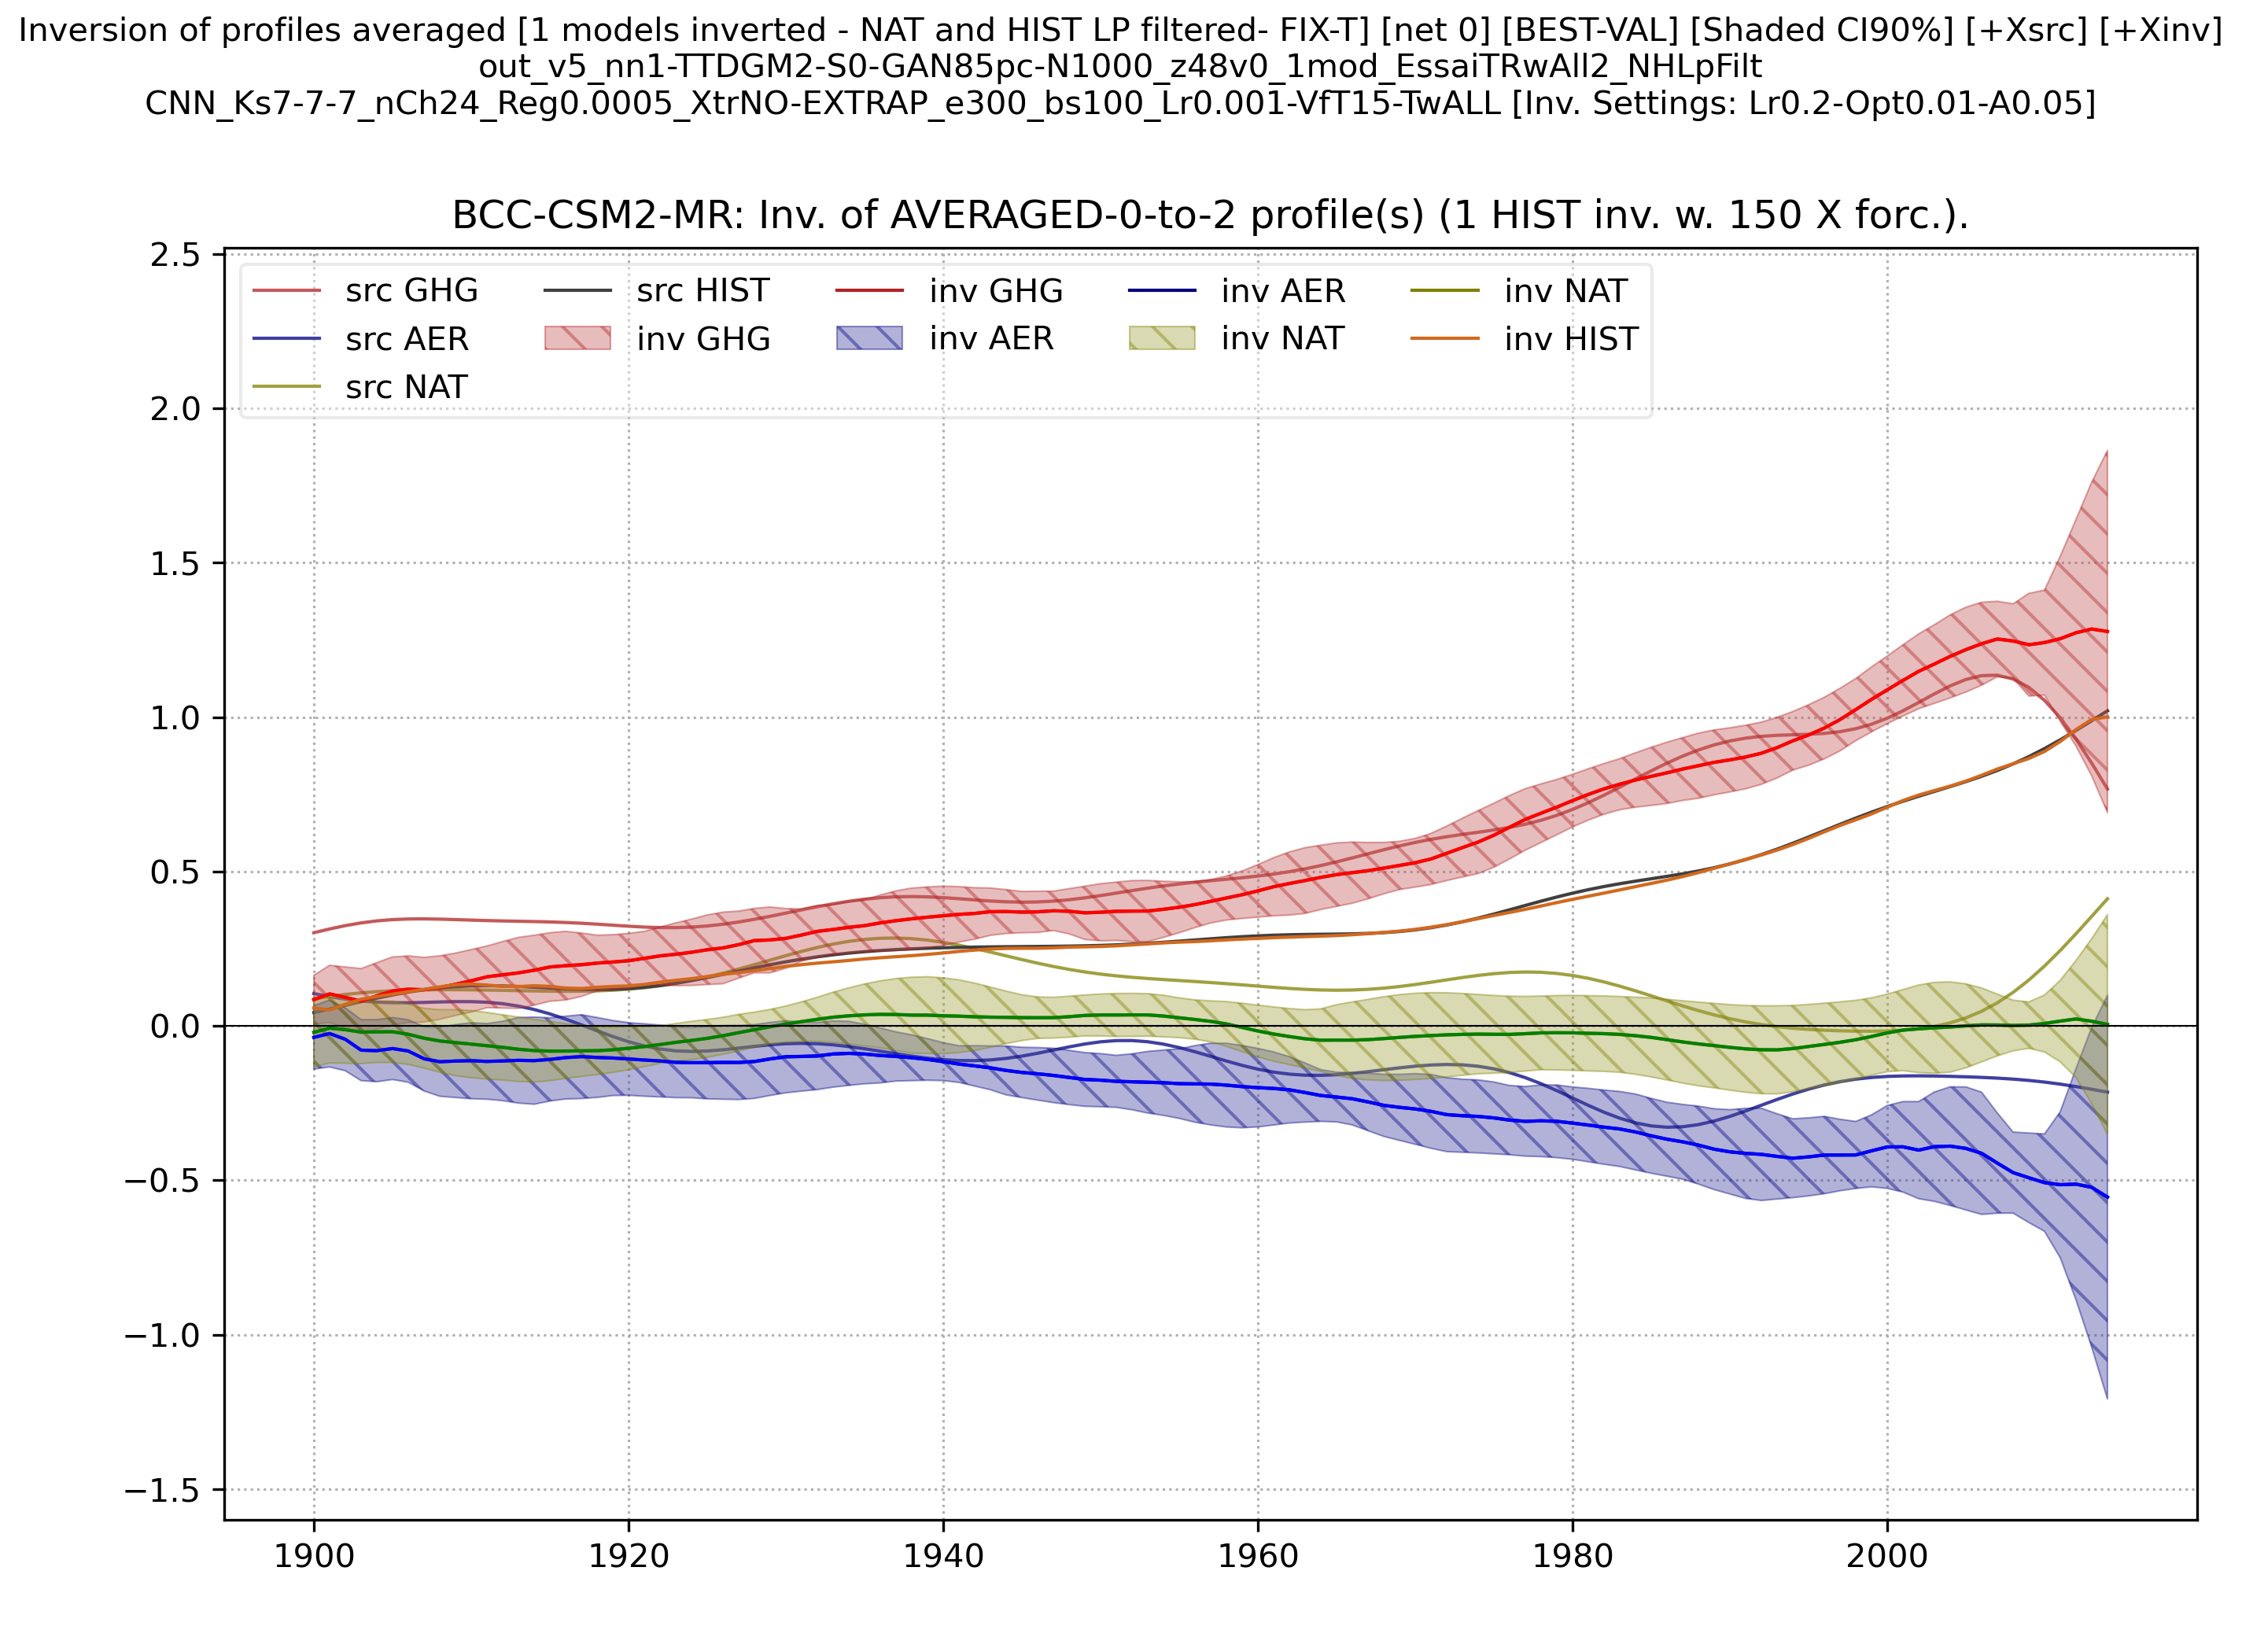 Inversion of profiles averaged [1 models inverted - NAT and HIST LP filtered- FIX-T] [net 0] [BEST-VAL] [Shaded CI90%] [+Xsrc] [+Xinv]
out_v5_nn1-TTDGM2-S0-GAN85pc-N1000_z48v0_1mod_EssaiTRwAll2_NHLpFilt
CNN_Ks7-7-7_nCh24_Reg0.0005_XtrNO-EXTRAP_e300_bs100_Lr0.001-VfT15-TwALL [Inv. Settings: Lr0.2-Opt0.01-A0.05]
BCC-CSM2-MR: Inv. of AVERAGED-0-to-2 profile(s) (1 HIST inv. w. 150 X forc.).
src GHG src HIST inv GHG inv AER inv NAT
src AER inv GHG inv AER inv NAT inv HIST
src NAT
2.5
2.0
1.5
1.0
0.5
0.0
−0.5
−1.0
−1.5
1900 1920 1940 1960 1980 2000